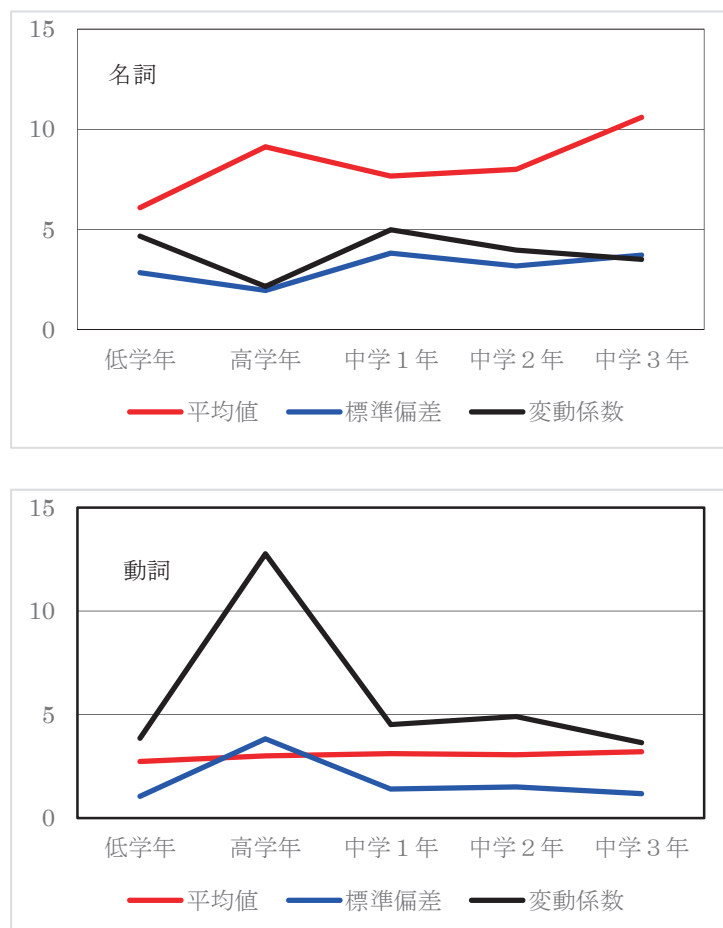 15
名詞
10
5
0
低学年 高学年 中学１年 中学２年 中学３年
平均値 標準偏差 変動係数
15
動詞
10
5
0
低学年 高学年 中学１年 中学２年 中学３年
平均値 標準偏差 変動係数